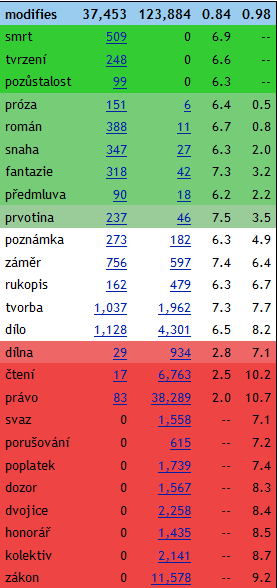 modifies 37,453 123,884 0.84 0.98
smrt 509 0 6.9 --
tvrzení 248 0 6.6 --
pozůstalost 99 0 6.3 --
próza 151 6 6.4 0.5
román 388 11 6.7 0.8
snaha 347 27 6.3 2.0
fantazie 318 42 7.3 3.2
předmluva 90 18 6.2 2.2
prvotina 237 46 7.5 3.5
poznámka 273 182 6.3 4.9
záměr 756 597 7.4 6.4
rukopis 162 479 6.3 6.7
tvorba 1,037 1,962 7.3 7.7
dílo 1,128 4,301 6.5 8.2
dílna 29 934 2.8 7.1
čtení 17 6,763 2.5 10.2
právo 83 38,289 2.0 10.7
svaz 0 1,558 -- 7.1
porušování 0 615 -- 7.2
poplatek 0 1,739 -- 7.4
dozor 0 1,567 -- 8.3
dvojice 0 2,258 -- 8.4
honorář 0 1,435 -- 8.5
kolektiv 0 2,141 -- 8.7
zákon 0 11,578 -- 9.2